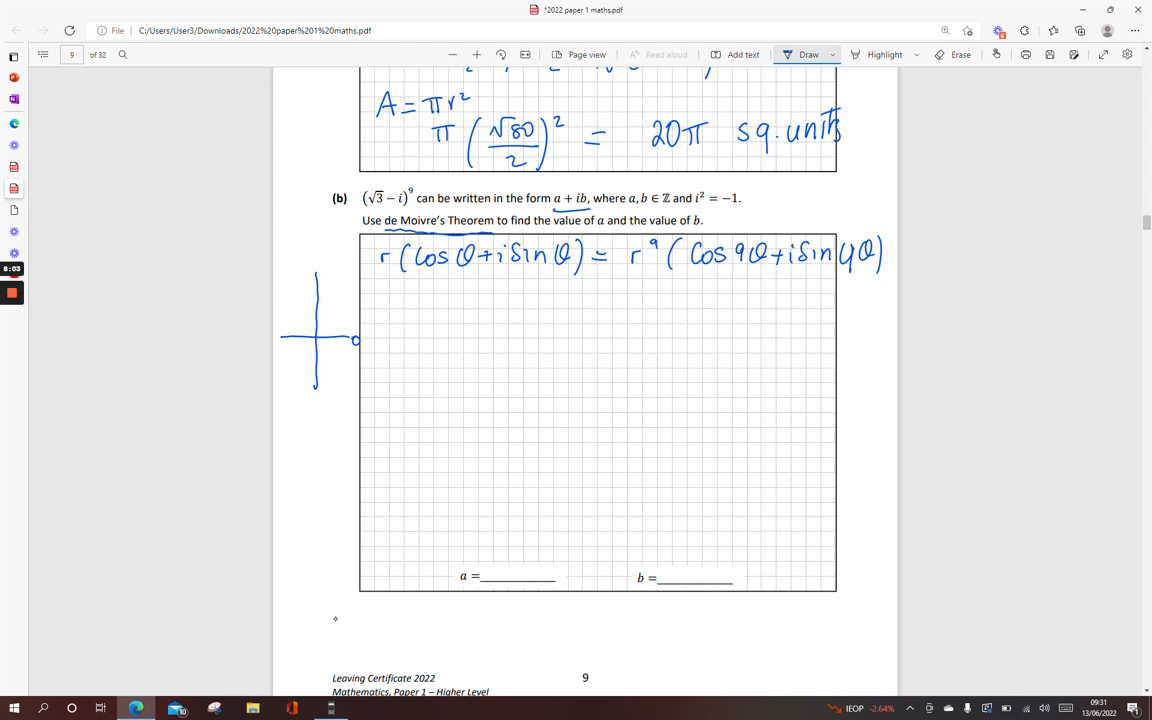 *2022 paper 1 maths.pdf
File C:/Users/User3/Downloads/2022%20paper%201%20maths.pdf
9 of 32 Page view Read aloud Add text Draw Highlight Erase
A = πr²
π (√80/2)² = 20π sq. units
(b) (√3 − i)⁹ can be written in the form a + ib, where a, b ∈ ℤ and i² = −1.
Use de Moivre's Theorem to find the value of a and the value of b.
r (Cos θ + i Sin θ) = r⁹ ( Cos 9θ + i Sin 9θ)
8:03
0
a =__________ b =__________
Leaving Certificate 2022
9
Mathematics, Paper 1 – Higher Level
10
IEOP -2.64%
09:31
13/06/2022